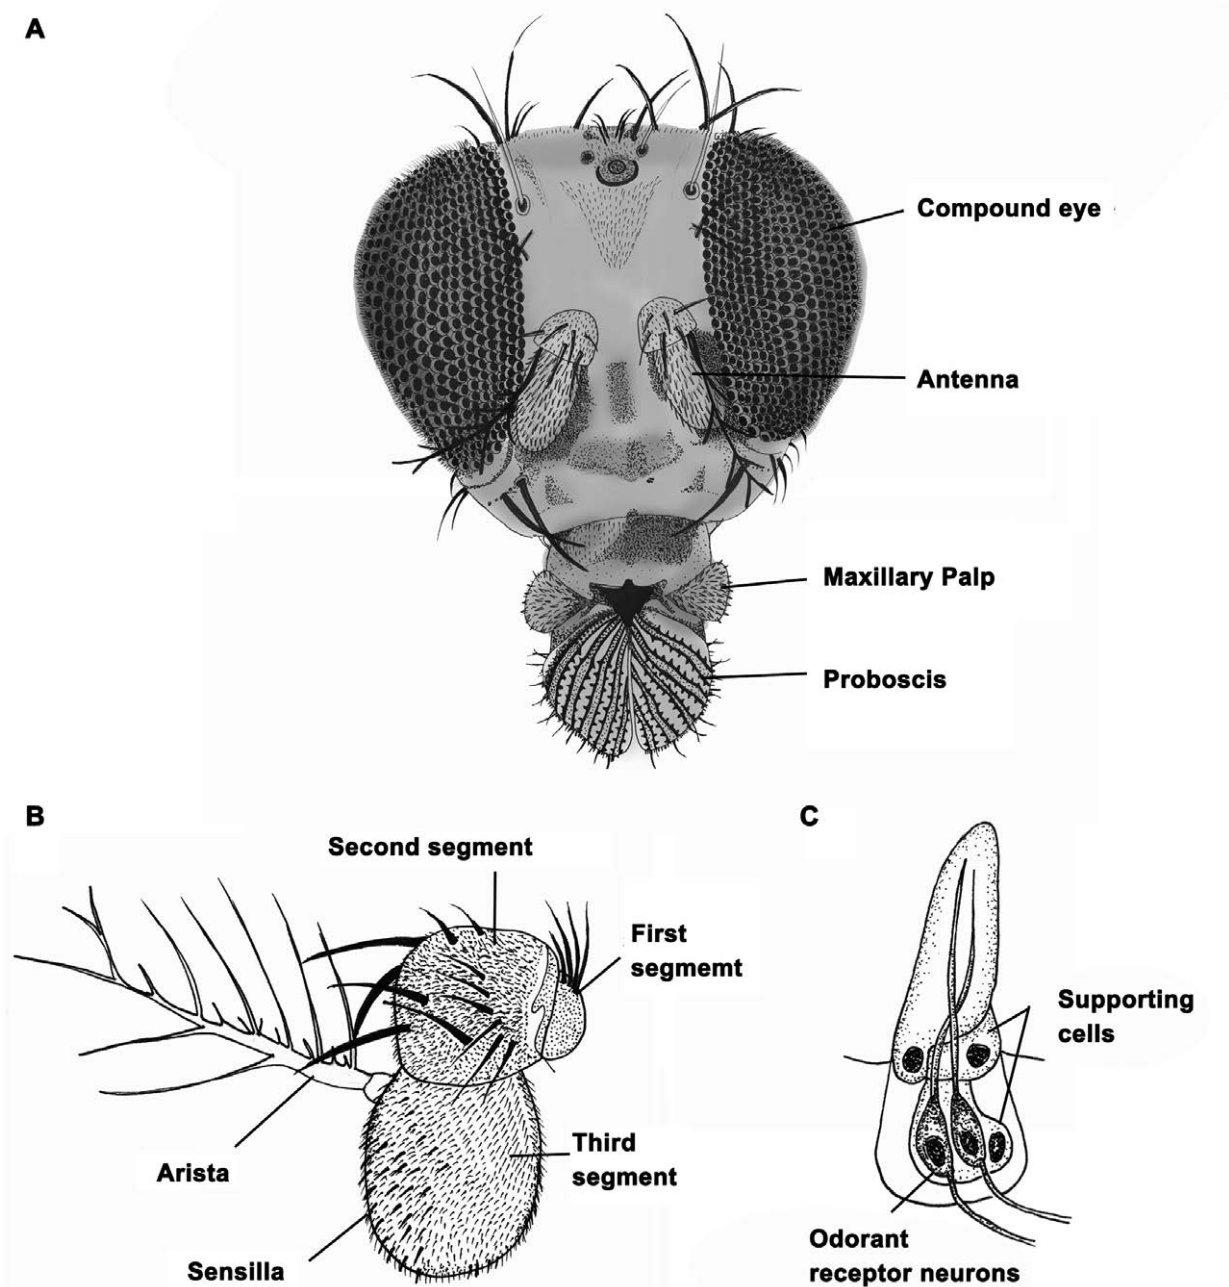 A
Compound eye
Antenna
Maxillary Palp
Proboscis
B
Second segment
First
segmemt
Third
segment
Arista
Sensilla
C
Supporting
cells
Odorant
receptor neurons